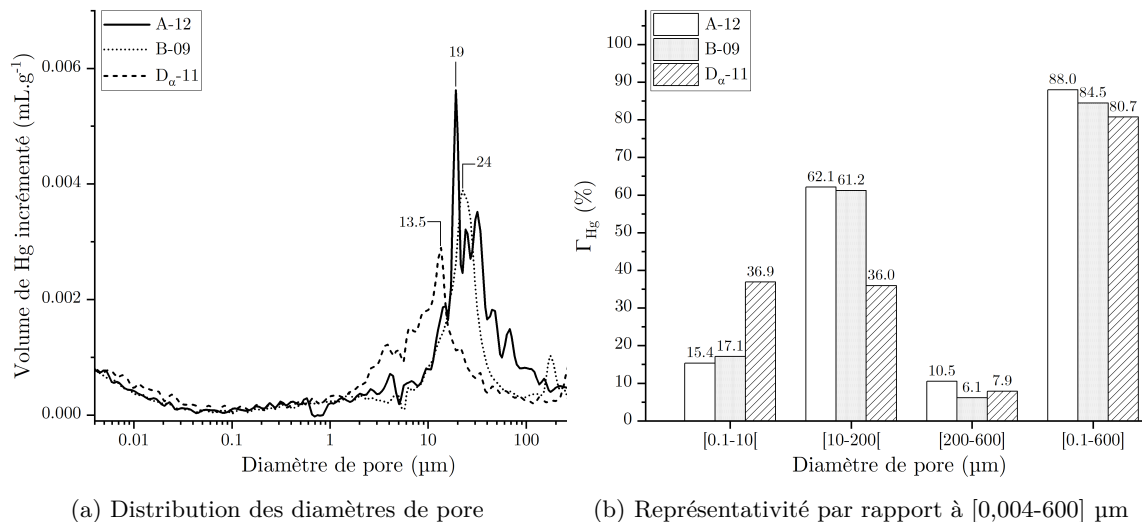 A-12
B-09
Dα-11
19
24
13.5
0.006
0.004
0.002
0.000
Volume de Hg incrémenté (mL.g-1)
0.01 0.1 1 10 100
Diamètre de pore (µm)
(a) Distribution des diamètres de pore
A-12
B-09
Dα-11
100
90
80
70
60
50
40
30
20
10
0
ΓHg (%)
15.4 17.1 36.9
62.1 61.2 36.0
10.5 6.1 7.9
88.0 84.5 80.7
[0.1-10[ [10-200[ [200-600] [0.1-600]
Diamètre de pore (µm)
(b) Représentativité par rapport à [0,004-600] µm